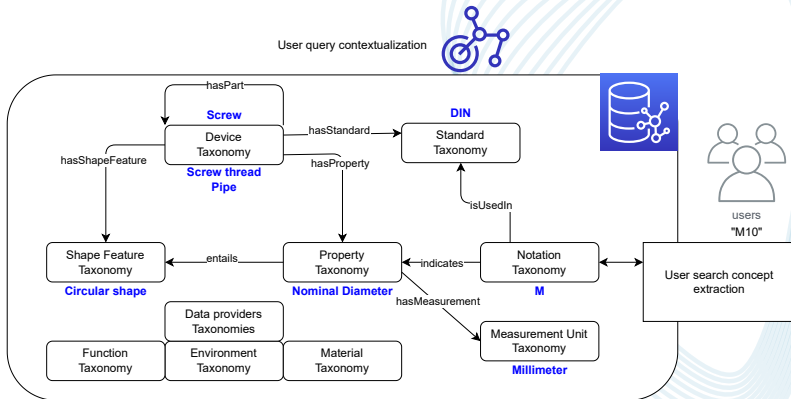 User query contextualization
hasPart
Screw
DIN
Device
Taxonomy
hasStandard
Standard
Taxonomy
hasShapeFeature
Screw thread
Pipe
hasProperty
isUsedIn
users
"M10"
Shape Feature
Taxonomy
entails
Property
Taxonomy
indicates
Notation
Taxonomy
User search concept
extraction
Circular shape
Nominal Diameter
M
hasMeasurement
Data providers
Taxonomies
Function
Taxonomy
Environment
Taxonomy
Material
Taxonomy
Measurement Unit
Taxonomy
Millimeter